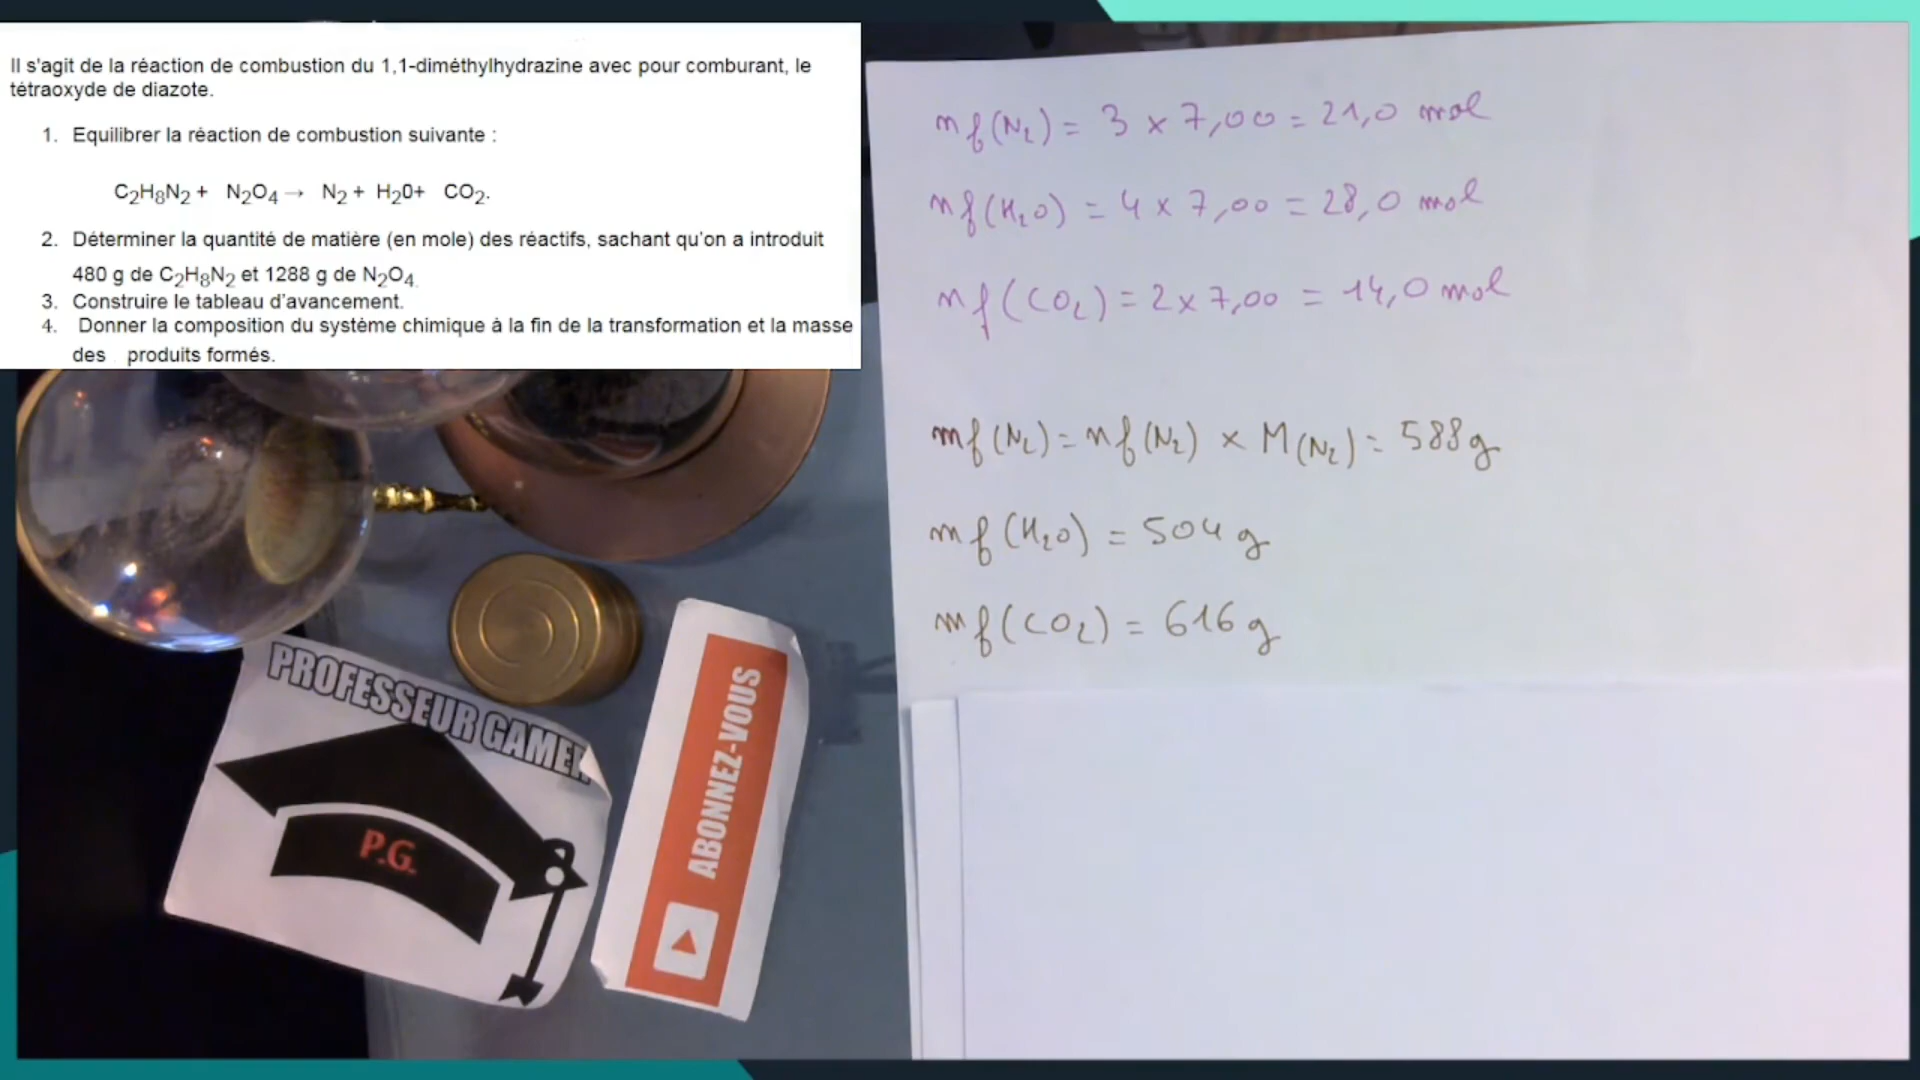 Il s'agit de la réaction de combustion du 1,1-diméthylhydrazine avec pour comburant, le
tétraoxyde de diazote.
1. Equilibrer la réaction de combustion suivante :
C2H8N2 + N2O4 → N2 + H20+ CO2.
2. Déterminer la quantité de matière (en mole) des réactifs, sachant qu'on a introduit
480 g de C2H8N2 et 1288 g de N2O4.
3. Construire le tableau d'avancement.
4. Donner la composition du système chimique à la fin de la transformation et la masse
des produits formés.
nf(N2) = 3 x 7,00 = 21,0 mol
nf(H2O) = 4 x 7,00 = 28,0 mol
nf(CO2) = 2 x 7,00 = 14,0 mol
mf(N2) = nf(N2) x M(N2) = 588g
mf(H2O) = 504 g
mf(CO2) = 616 g
PROFESSEUR GAMER
P.G.
ABONNEZ-VOUS